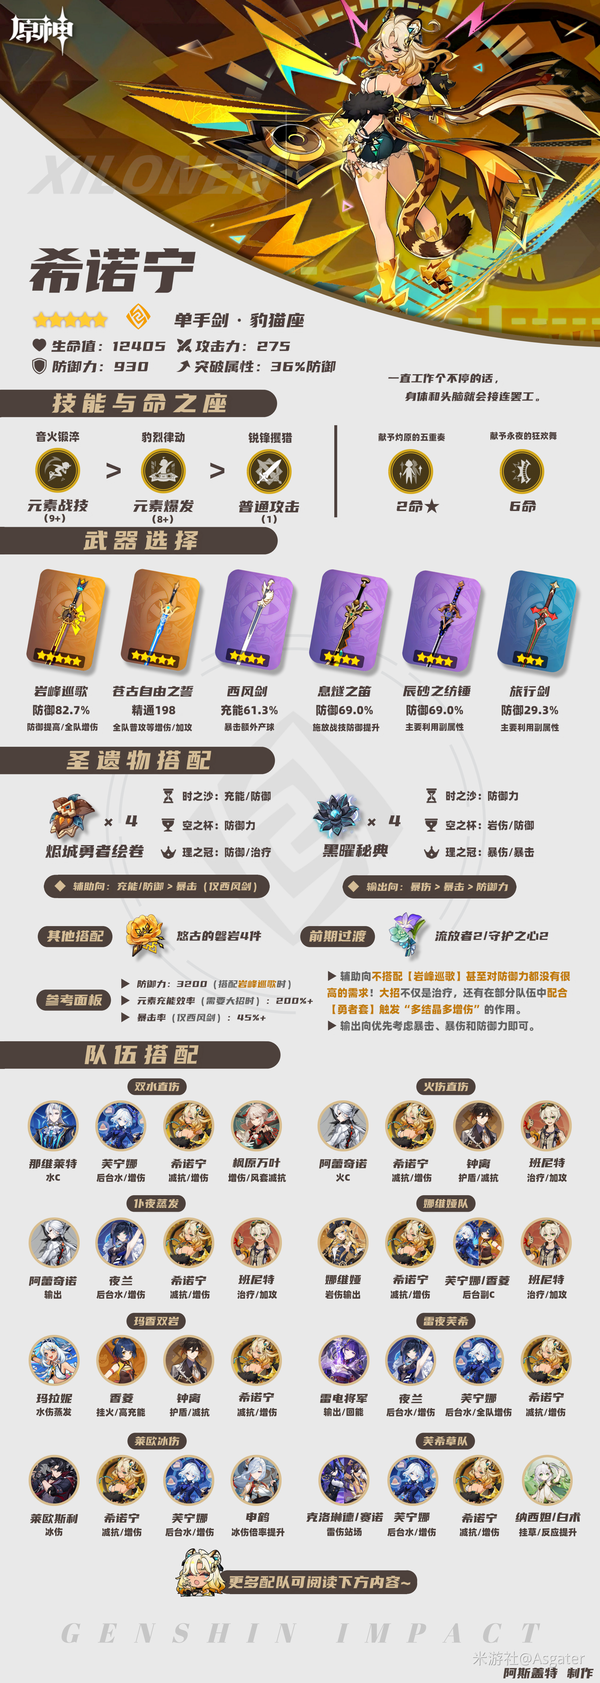 原神
XILONEN
希诺宁
单手剑 · 豹猫座
生命值：12405 攻击力：275
防御力：930 突破属性：36%防御
一直工作个不停的话，
身体和头脑就会接连罢工。
技能与命之座
音火锻淬 豹烈律动 锐锋攫猎 献予灼原的五重奏 献予永夜的狂欢舞
> >
元素战技 元素爆发 普通攻击 2命★ 6命
(9+) (8+) (1)
武器选择
岩峰巡歌 苍古自由之誓 西风剑 息燧之笛 辰砂之纺锤 旅行剑
防御82.7% 精通198 充能61.3% 防御69.0% 防御69.0% 防御29.3%
防御提高/全队增伤 全队普攻等增伤/加攻 暴击额外产球 施放战技防御提升 主要利用副属性 主要利用副属性
圣遗物搭配
× 4 时之沙：充能/防御 × 4 时之沙：防御力
空之杯：防御力 空之杯：岩伤/防御
烬城勇者绘卷 理之冠：防御/治疗 黑曜秘典 理之冠：暴伤/暴击
辅助向：充能/防御 > 暴击（仅西风剑） 输出向：暴伤 > 暴击 > 防御力
其他搭配 悠古的磐岩4件 前期过渡 流放者2/守护之心2
参考面板
防御力：3200（搭配岩峰巡歌时）
元素充能效率（需要大招时）：200%+
暴击率（仅西风剑）：45%+
辅助向不搭配【岩峰巡歌】甚至对防御力都没有很
高的需求！大招不仅是治疗，还有在部分队伍中配合
【勇者套】触发“多结晶多增伤”的作用。
输出向优先考虑暴击、暴伤和防御力即可。
队伍搭配
双水直伤 火伤直伤
那维莱特 芙宁娜 希诺宁 枫原万叶 阿蕾奇诺 希诺宁 钟离 班尼特
水C 后台水/增伤 减抗/增伤 增伤/风套减抗 火C 减抗/增伤 护盾/减抗 治疗/加攻
仆夜蒸发 娜维娅队
阿蕾奇诺 夜兰 希诺宁 班尼特 娜维娅 希诺宁 芙宁娜/香菱 班尼特
输出 后台水/增伤 减抗/增伤 治疗/加攻 岩伤输出 减抗/增伤 后台副C 治疗/加攻
玛香双岩 雷夜芙希
玛拉妮 香菱 钟离 希诺宁 雷电将军 夜兰 芙宁娜 希诺宁
水伤蒸发 挂火/高充能 护盾/减抗 减抗/增伤 输出/回能 后台水/增伤 后台水/全队增伤 减抗/增伤
莱欧冰伤 芙希草队
莱欧斯利 希诺宁 芙宁娜 申鹤 克洛琳德/赛诺 芙宁娜 希诺宁 纳西妲/白术
冰伤 减抗/增伤 后台水/增伤 冰伤倍率提升 雷伤站场 后台水/增伤 减抗/增伤 挂草/反应提升
更多配队可阅读下方内容~
GENSHIN IMPACT
米游社@Asgater
阿斯盖特 制作